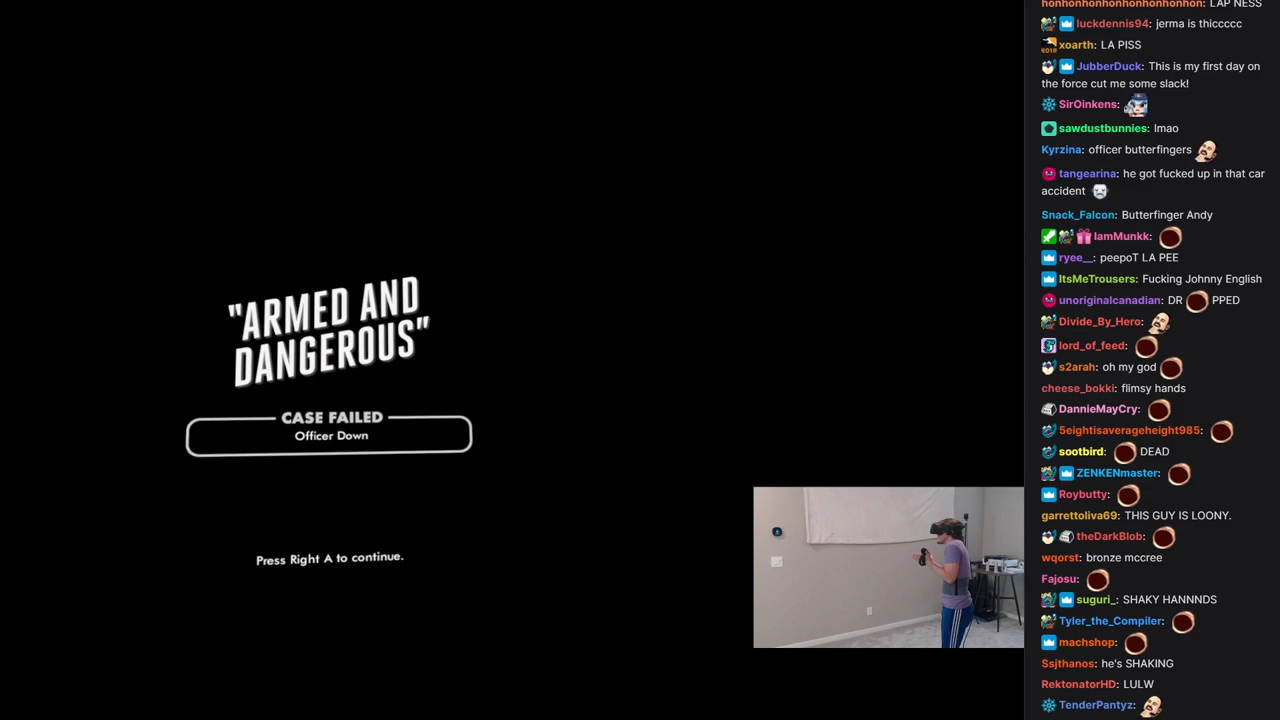 "ARMED AND
DANGEROUS"
CASE FAILED
Officer Down
Press Right A to continue.
honhonhonhonhonhonhonhon: LAP NESS
luckdennis94: jerma is thiccccc
xoarth: LA PISS
JubberDuck: This is my first day on
the force cut me some slack!
SirOinkens:
sawdustbunnies: lmao
Kyrzina: officer butterfingers
tangearina: he got fucked up in that car
accident
Snack_Falcon: Butterfinger Andy
IamMunkk:
ryee__: peepoT LA PEE
ItsMeTrousers: Fucking Johnny English
unoriginalcanadian: DR PPED
Divide_By_Hero:
lord_of_feed:
s2arah: oh my god
cheese_bokki: flimsy hands
DannieMayCry:
5eightisaverageheight985:
sootbird: DEAD
ZENKENmaster:
Roybutty:
garrettoliva69: THIS GUY IS LOONY.
theDarkBlob:
wqorst: bronze mccree
Fajosu:
suguri_: SHAKY HANNNDS
Tyler_the_Compiler:
machshop:
Ssjthanos: he's SHAKING
RektonatorHD: LULW
TenderPantyz: